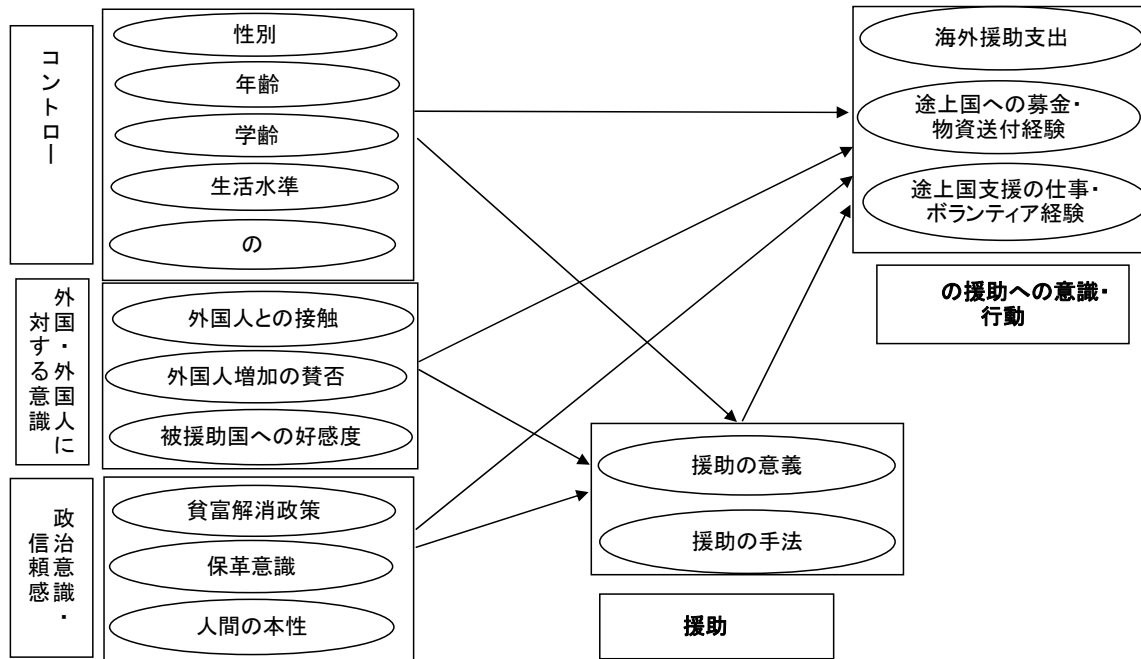 コントロー
性別
年齢
学齢
生活水準
の
外国・外国人に
対する意識
外国人との接触
外国人増加の賛否
被援助国への好感度
政治意識・
信頼感
貧富解消政策
保革意識
人間の本性
海外援助支出
途上国への募金・
物資送付経験
途上国支援の仕事・
ボランティア経験
の援助への意識・
行動
援助の意義
援助の手法
援助